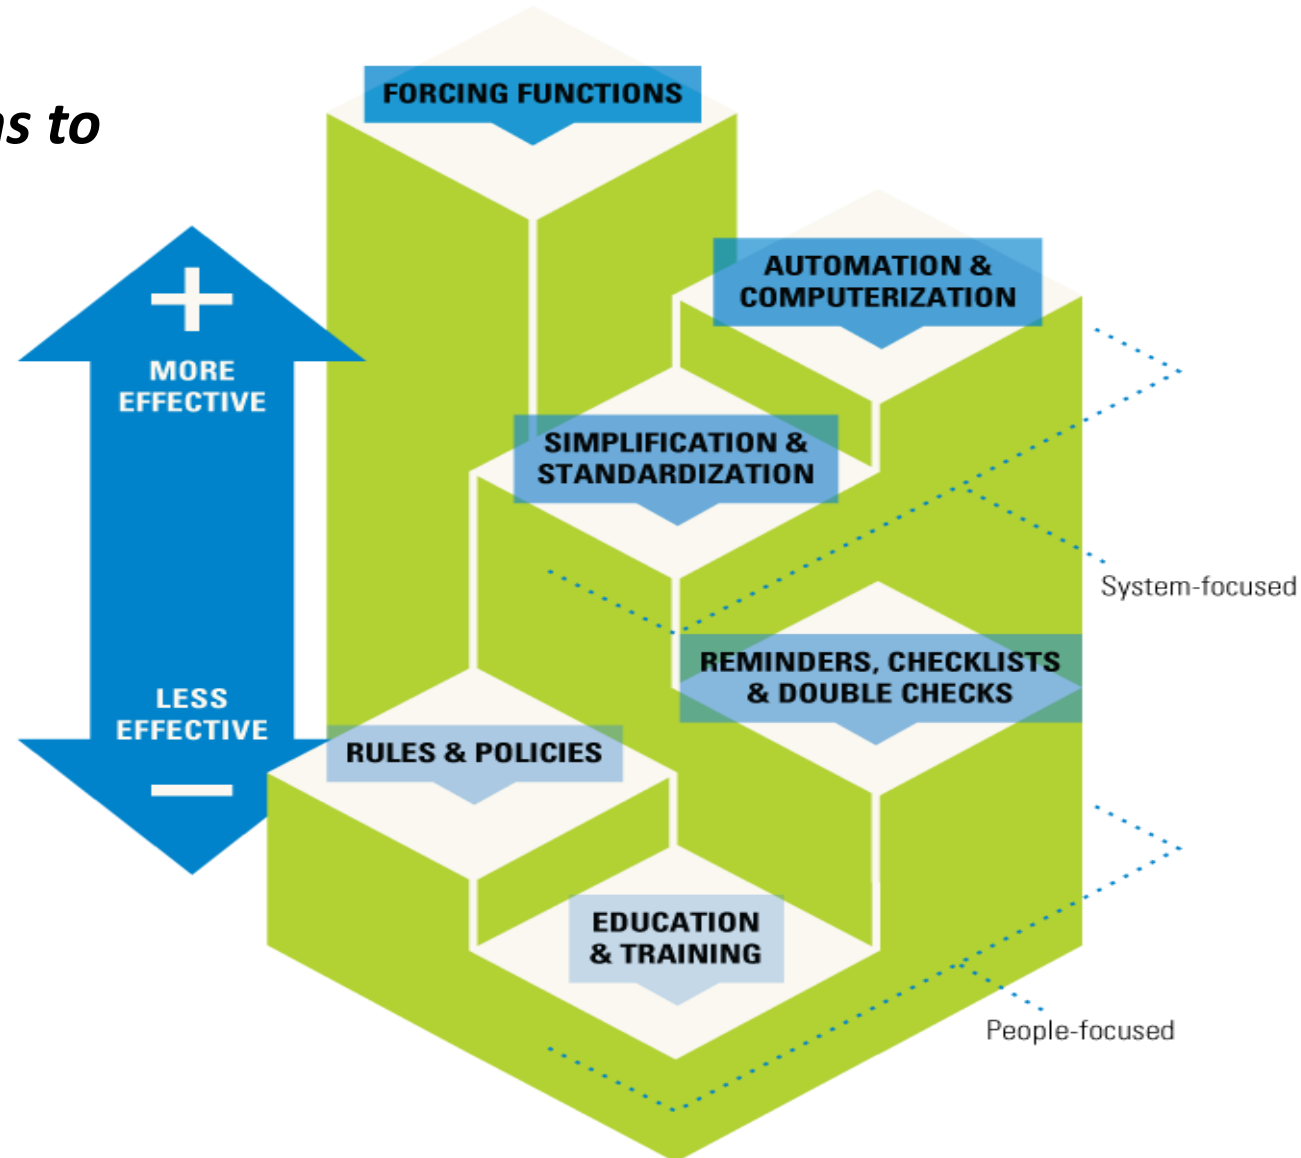 ns to
FORCING FUNCTIONS
AUTOMATION &
COMPUTERIZATION
+
MORE
EFFECTIVE
SIMPLIFICATION &
STANDARDIZATION
System-focused
REMINDERS, CHECKLISTS
& DOUBLE CHECKS
LESS
EFFECTIVE
—
RULES & POLICIES
EDUCATION
& TRAINING
People-focused